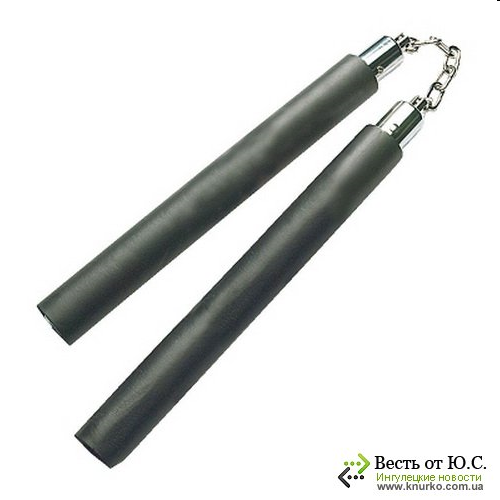 Весть от Ю.С.
Ингулецкие новости
www.knurko.com.ua